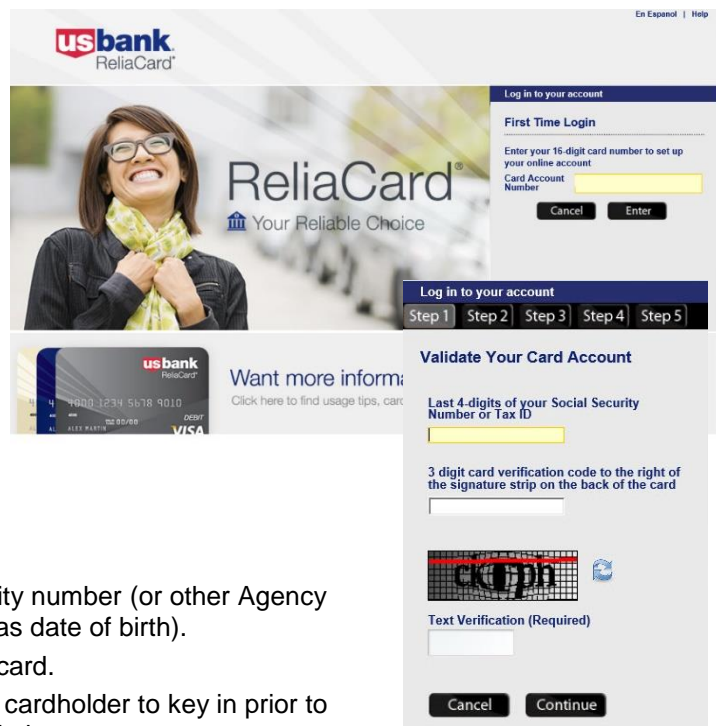 En Espanol | Help
usbank
ReliaCard
Log in to your account
First Time Login
Enter your 16-digit card number to set up
your online account
Card Account
Number
Cancel Enter
ReliaCard®
Your Reliable Choice
Log in to your account
Step 1 Step 2 Step 3 Step 4 Step 5
Validate Your Card Account
Last 4-digits of your Social Security
Number or Tax ID
3 digit card verification code to the right of
the signature strip on the back of the card
Text Verification (Required)
Cancel Continue
usbank
ReliaCard
4000 1234 5678 9010
DEBIT
ALEX MARTIN
VISA
Want more
Click here to find usage tips,
ity number (or other Agency
as date of birth).
card.
cardholder to key in prior to